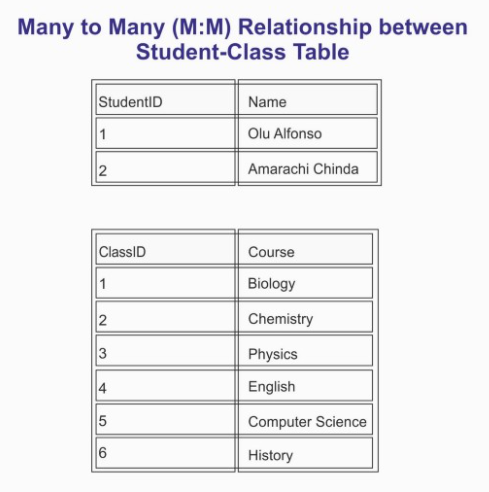 Many to Many (M:M) Relationship between
Student-Class Table
StudentID Name
1 Olu Alfonso
2 Amarachi Chinda
ClassID Course
1 Biology
2 Chemistry
3 Physics
4 English
5 Computer Science
6 History